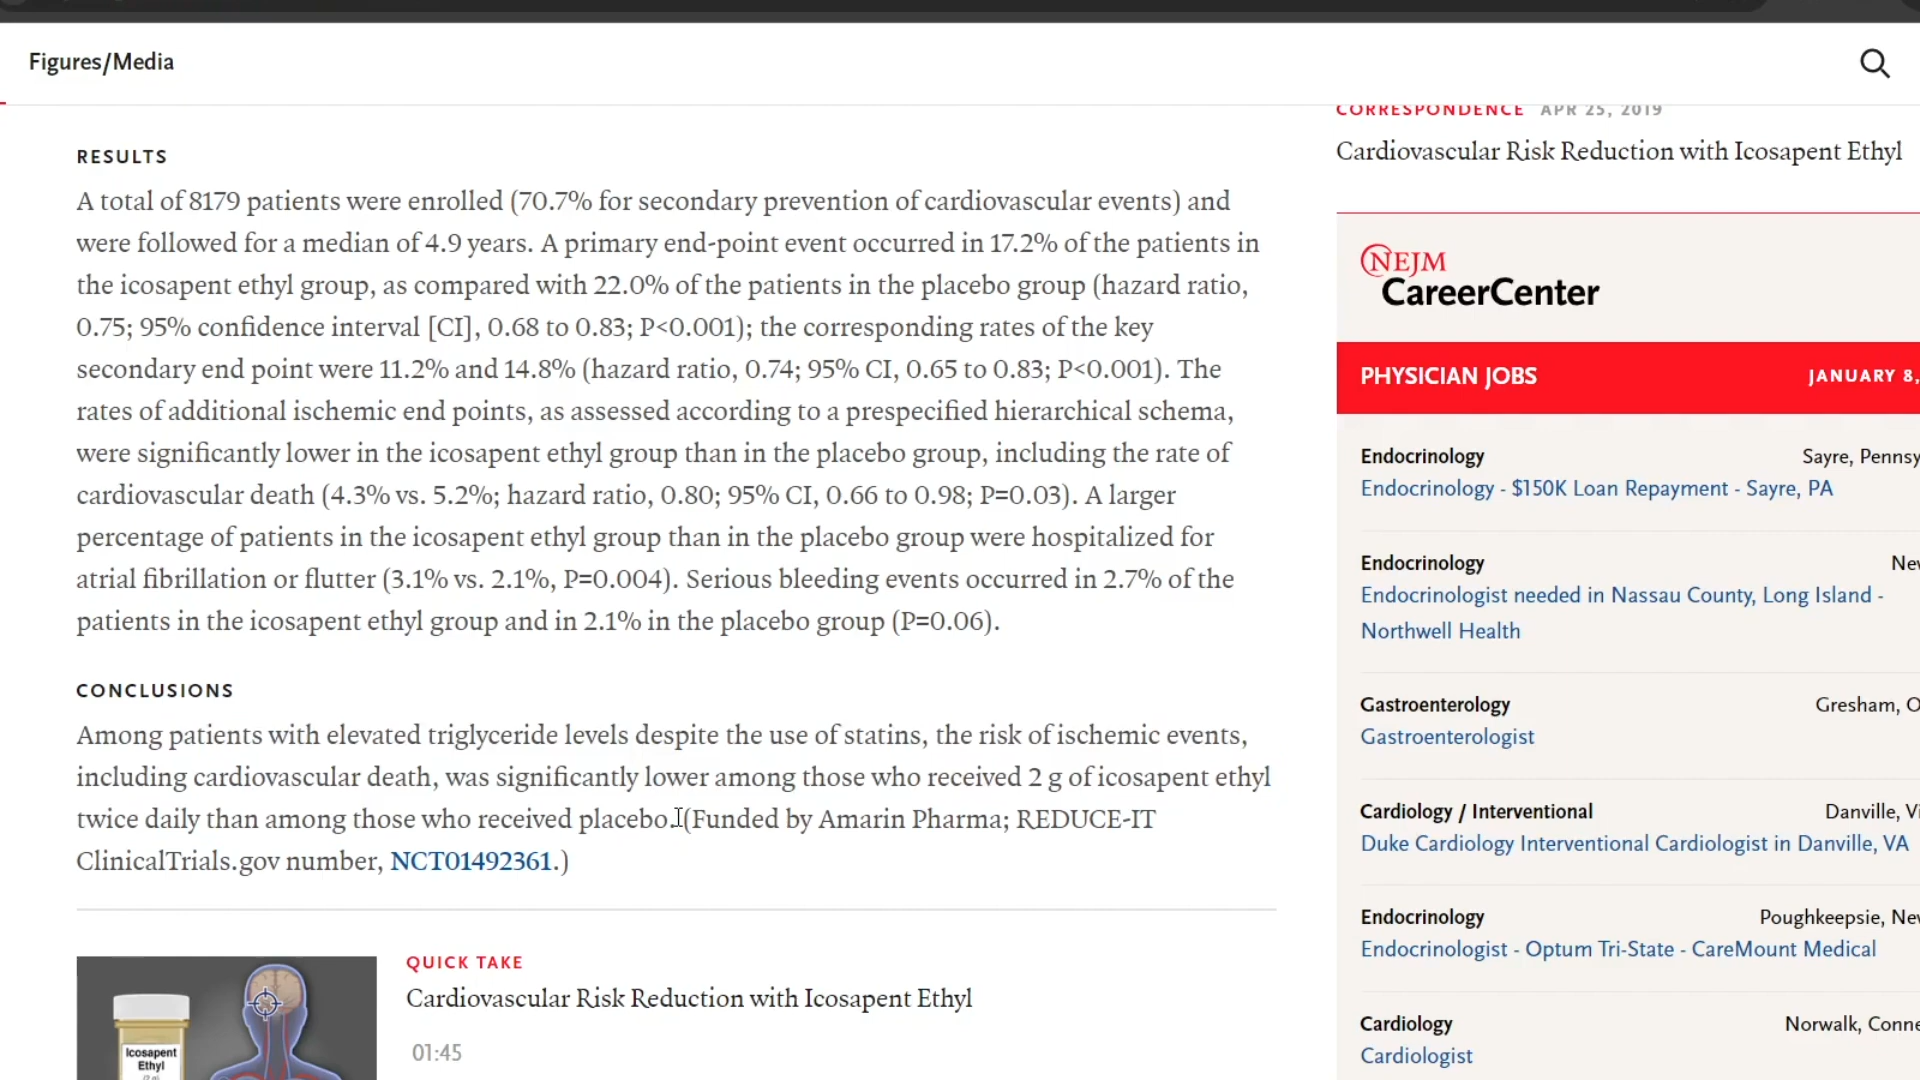 Figures/Media
CORRESPONDENCE APR 25, 2019
Cardiovascular Risk Reduction with Icosapent Ethyl
RESULTS
A total of 8179 patients were enrolled (70.7% for secondary prevention of cardiovascular events) and
were followed for a median of 4.9 years. A primary end-point event occurred in 17.2% of the patients in
the icosapent ethyl group, as compared with 22.0% of the patients in the placebo group (hazard ratio,
0.75; 95% confidence interval [CI], 0.68 to 0.83; P<0.001); the corresponding rates of the key
secondary end point were 11.2% and 14.8% (hazard ratio, 0.74; 95% CI, 0.65 to 0.83; P<0.001). The
rates of additional ischemic end points, as assessed according to a prespecified hierarchical schema,
were significantly lower in the icosapent ethyl group than in the placebo group, including the rate of
cardiovascular death (4.3% vs. 5.2%; hazard ratio, 0.80; 95% CI, 0.66 to 0.98; P=0.03). A larger
percentage of patients in the icosapent ethyl group than in the placebo group were hospitalized for
atrial fibrillation or flutter (3.1% vs. 2.1%, P=0.004). Serious bleeding events occurred in 2.7% of the
patients in the icosapent ethyl group and in 2.1% in the placebo group (P=0.06).
CONCLUSIONS
Among patients with elevated triglyceride levels despite the use of statins, the risk of ischemic events,
including cardiovascular death, was significantly lower among those who received 2 g of icosapent ethyl
twice daily than among those who received placebo. (Funded by Amarin Pharma; REDUCE-IT
ClinicalTrials.gov number, NCT01492361.)
QUICK TAKE
Cardiovascular Risk Reduction with Icosapent Ethyl
01:45
Icosapent
Ethyl
NEJM
CareerCenter
PHYSICIAN JOBS JANUARY 8,
Endocrinology Sayre, Pennsy
Endocrinology - $150K Loan Repayment - Sayre, PA
Endocrinology Nev
Endocrinologist needed in Nassau County, Long Island -
Northwell Health
Gastroenterology Gresham, O
Gastroenterologist
Cardiology / Interventional Danville, Vi
Duke Cardiology Interventional Cardiologist in Danville, VA
Endocrinology Poughkeepsie, Nev
Endocrinologist - Optum Tri-State - CareMount Medical
Cardiology Norwalk, Conne
Cardiologist